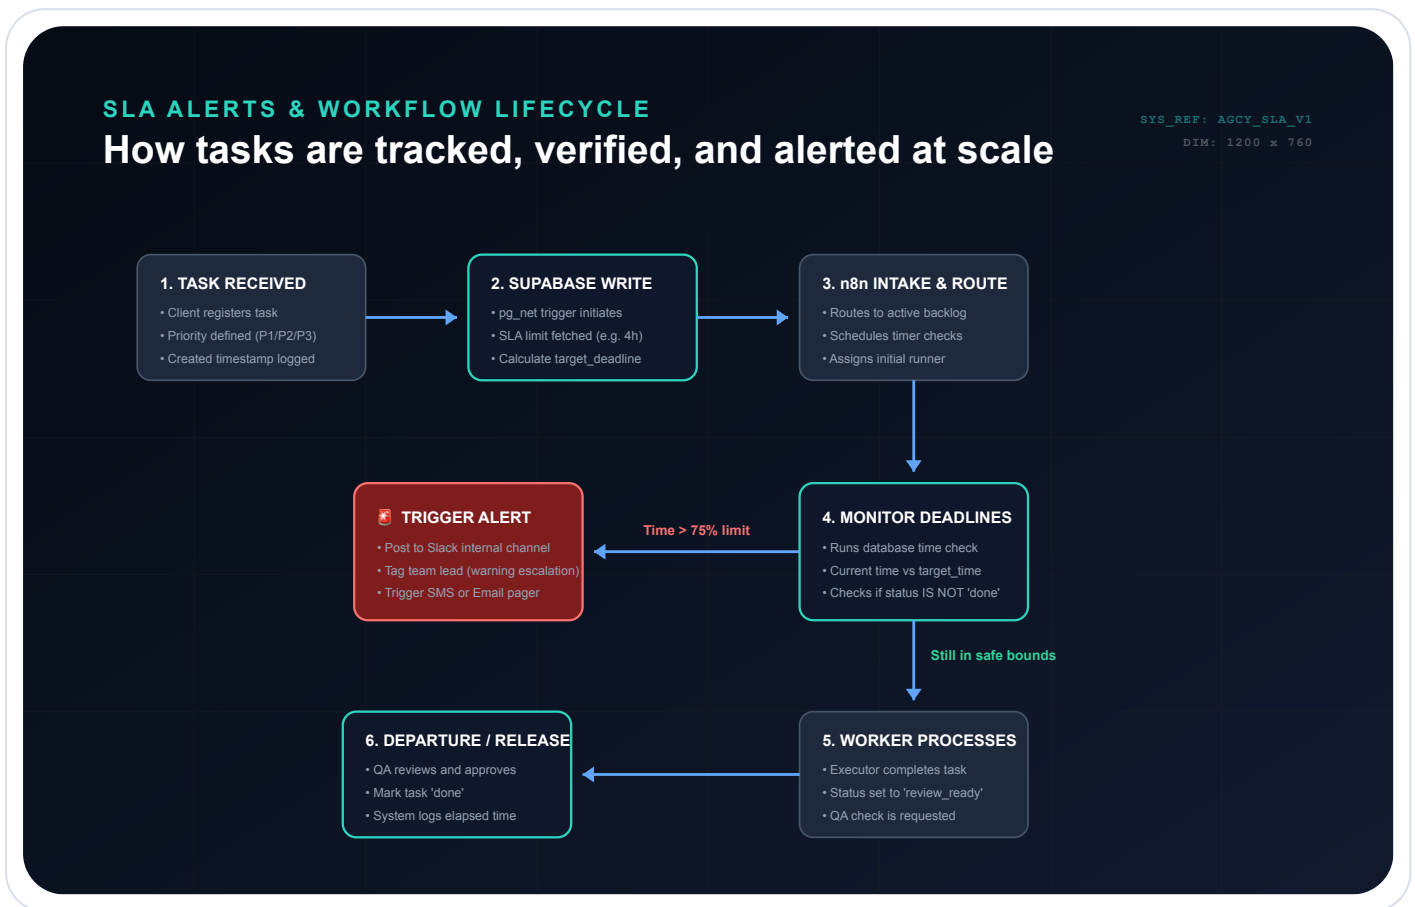 SLA ALERTS & WORKFLOW LIFECYCLE
How tasks are tracked, verified, and alerted at scale
SYS_REF: AGCY_SLA_V1
DIM: 1200 x 760
1. TASK RECEIVED
• Client registers task
• Priority defined (P1/P2/P3)
• Created timestamp logged
2. SUPABASE WRITE
• pg_net trigger initiates
• SLA limit fetched (e.g. 4h)
• Calculate target_deadline
3. n8n INTAKE & ROUTE
• Routes to active backlog
• Schedules timer checks
• Assigns initial runner
🚨 TRIGGER ALERT
• Post to Slack internal channel
• Tag team lead (warning escalation)
• Trigger SMS or Email pager
Time > 75% limit
4. MONITOR DEADLINES
• Runs database time check
• Current time vs target_time
• Checks if status IS NOT 'done'
Still in safe bounds
6. DEPARTURE / RELEASE
• QA reviews and approves
• Mark task 'done'
• System logs elapsed time
5. WORKER PROCESSES
• Executor completes task
• Status set to 'review_ready'
• QA check is requested